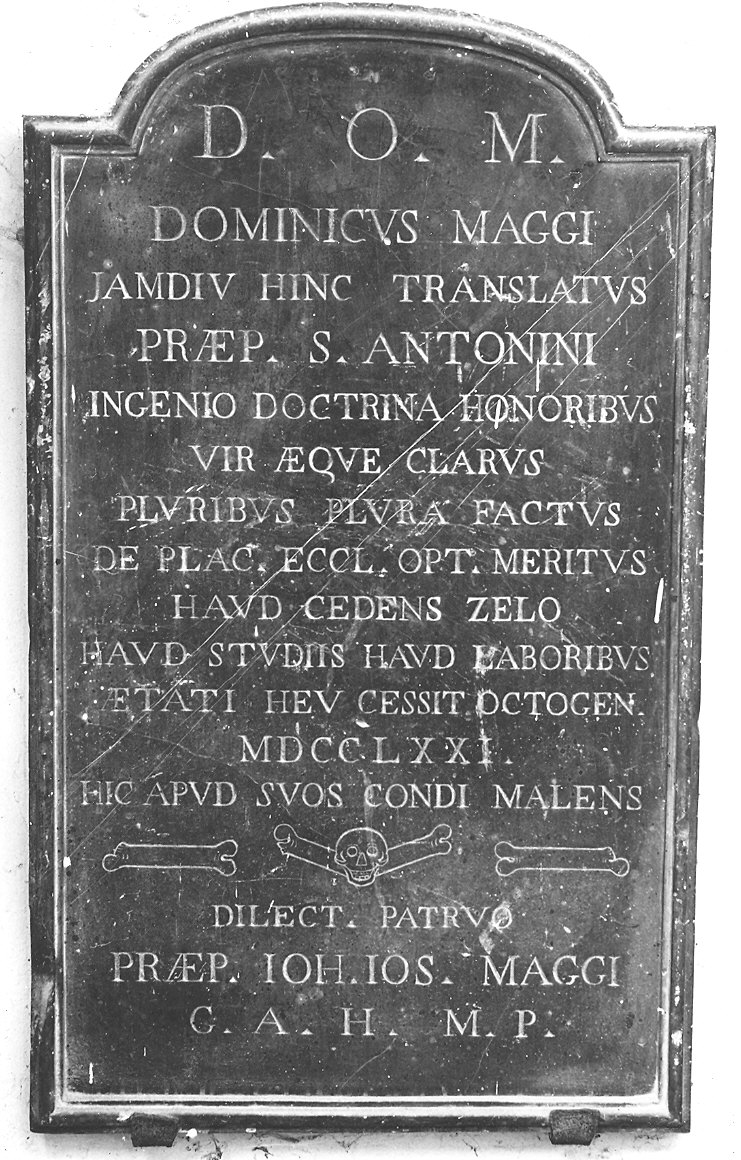 D. O. M.
DOMINICVS MAGGI
JAMDIV HINC TRANSLATVS
PRÆP. S. ANTONINI
INGENIO DOCTRINA HONORIBVS
VIR ÆQVE CLARVS
PLVRIBVS PLVRA FACTVS
DE PLAC. ECCL. OPT. MERITVS
HAVD CEDENS ZELO
HAVD STVDIIS HAVD LABORIBVS
ÆTATI HEV CESSIT OCTOGEN.
MDCCLXXI.
HIC APVD SVOS CONDI MALENS
DILECT. PATRVO
PRÆP. IOH. IOS. MAGGI
G. A. H. M. P.